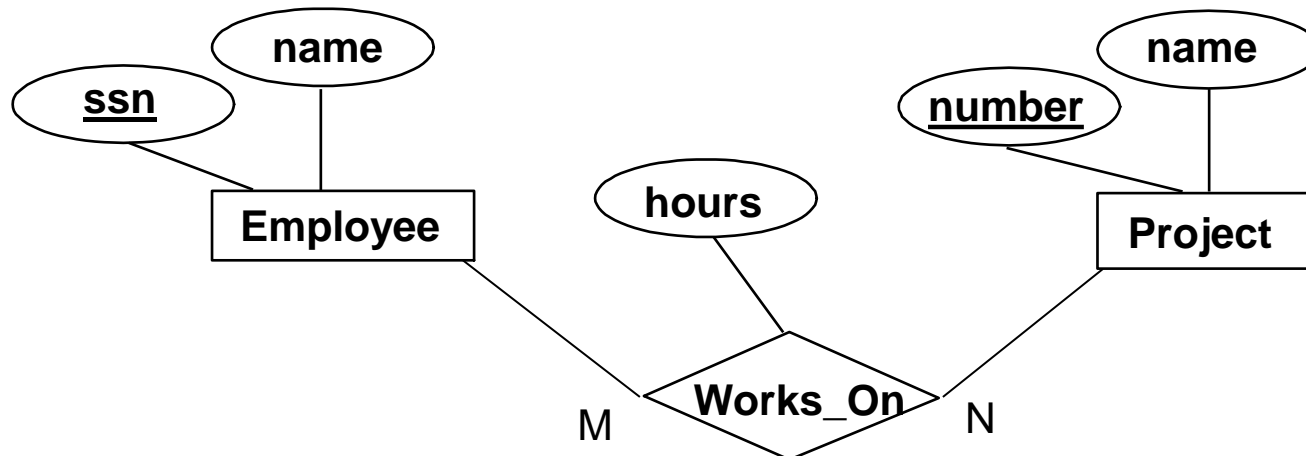 name
name
ssn
number
hours
Employee
Project
Works_On
M
N